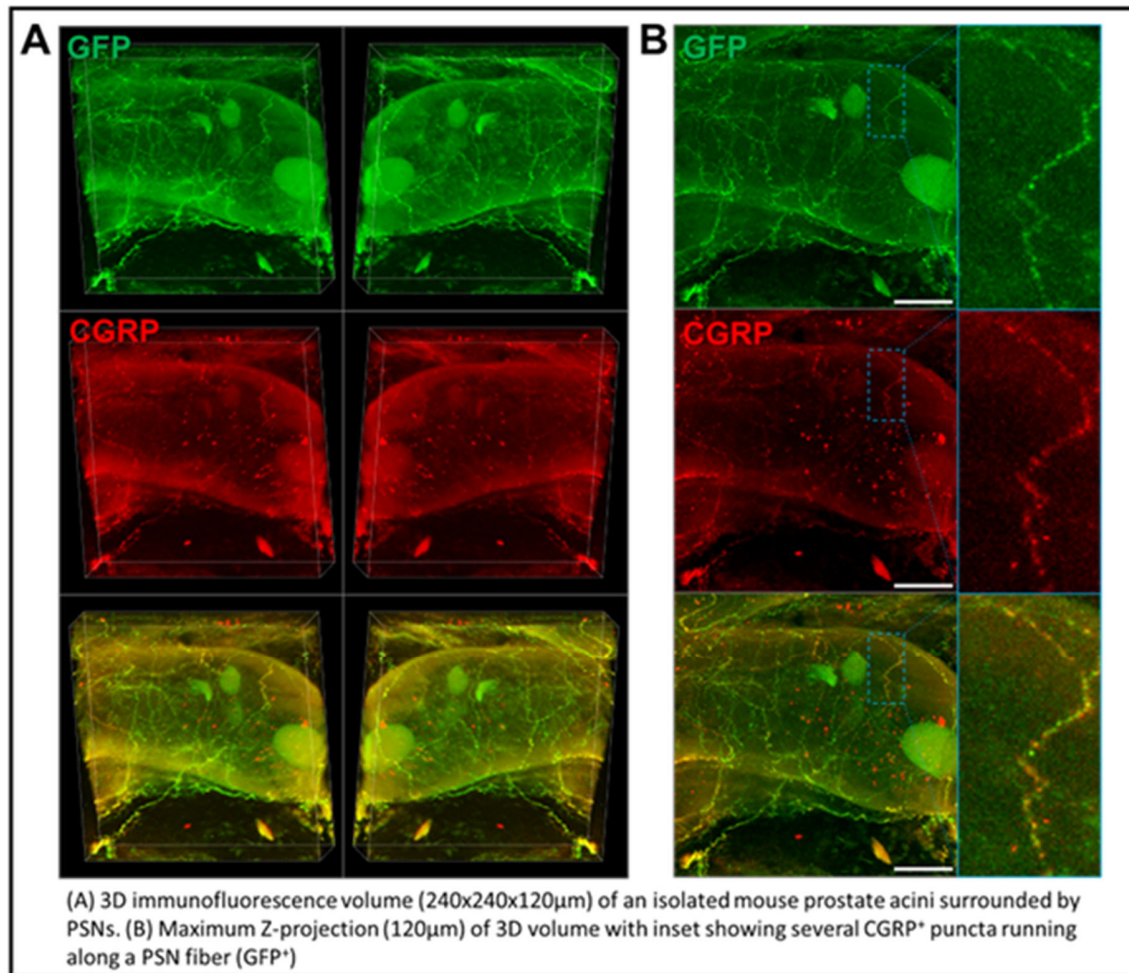 A
GFP
B
GFP
CGRP
CGRP
(A) 3D immunofluorescence volume (240x240x120μm) of an isolated mouse prostate acini surrounded by
PSNs. (B) Maximum Z-projection (120μm) of 3D volume with inset showing several CGRP⁺ puncta running
along a PSN fiber (GFP⁺)